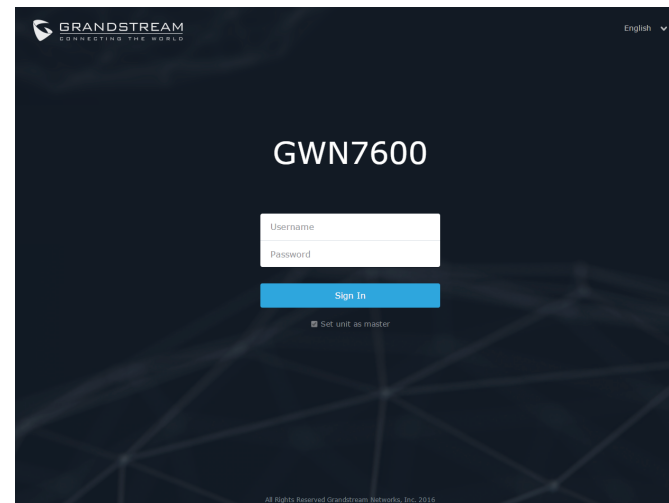 GRANDSTREAM
CONNECTING THE WORLD
English
GWN7600
Username
Password
Sign In
Set unit as master
All Rights Reserved Grandstream Networks, Inc. 2016